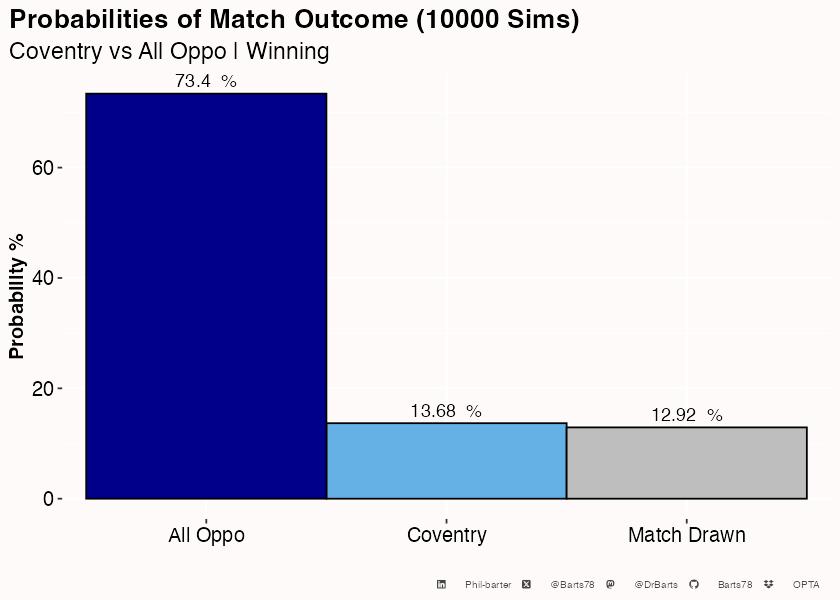 Probabilities of Match Outcome (10000 Sims)
Coventry vs All Oppo | Winning
73.4 %
13.68 %
12.92 %
Probability %
60
40
20
0
All Oppo
Coventry
Match Drawn
Phil-barter @Barts78 @DrBarts Barts78 OPTA